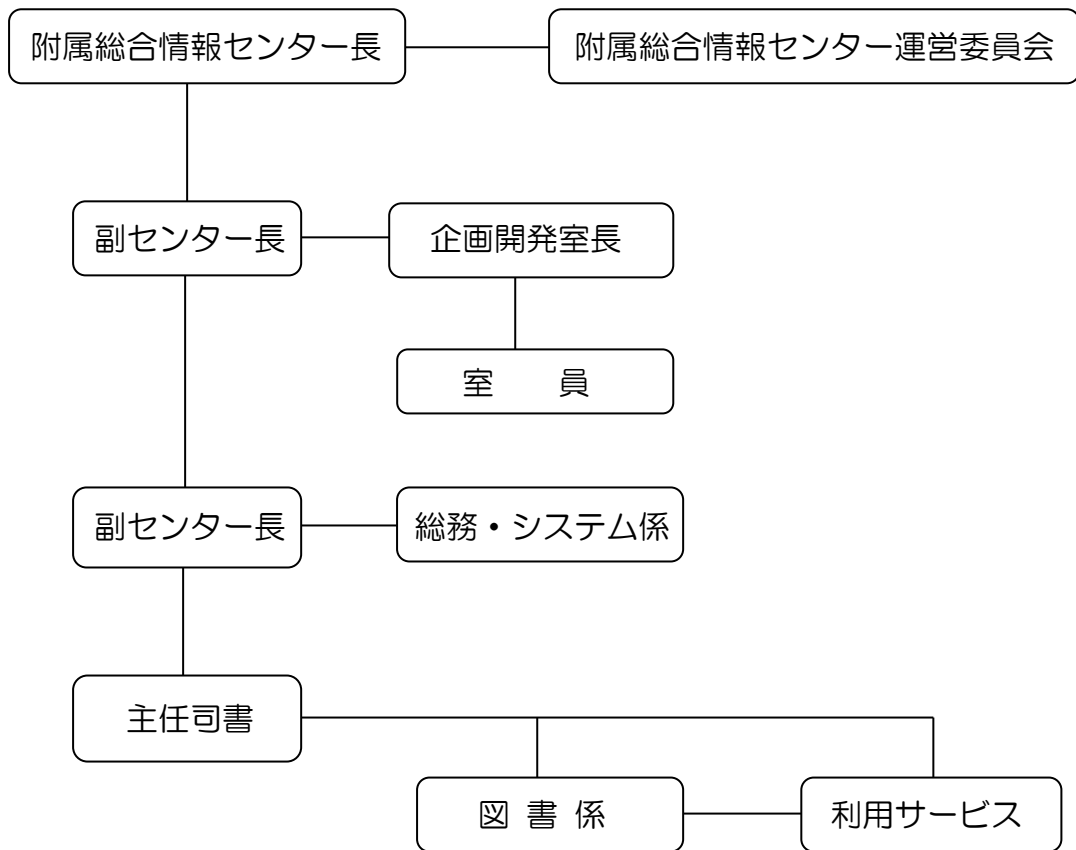 附属総合情報センター長
附属総合情報センター運営委員会
副センター長
企画開発室長
室　　員
副センター長
総務・システム係
主任司書
図 書 係
利用サービス